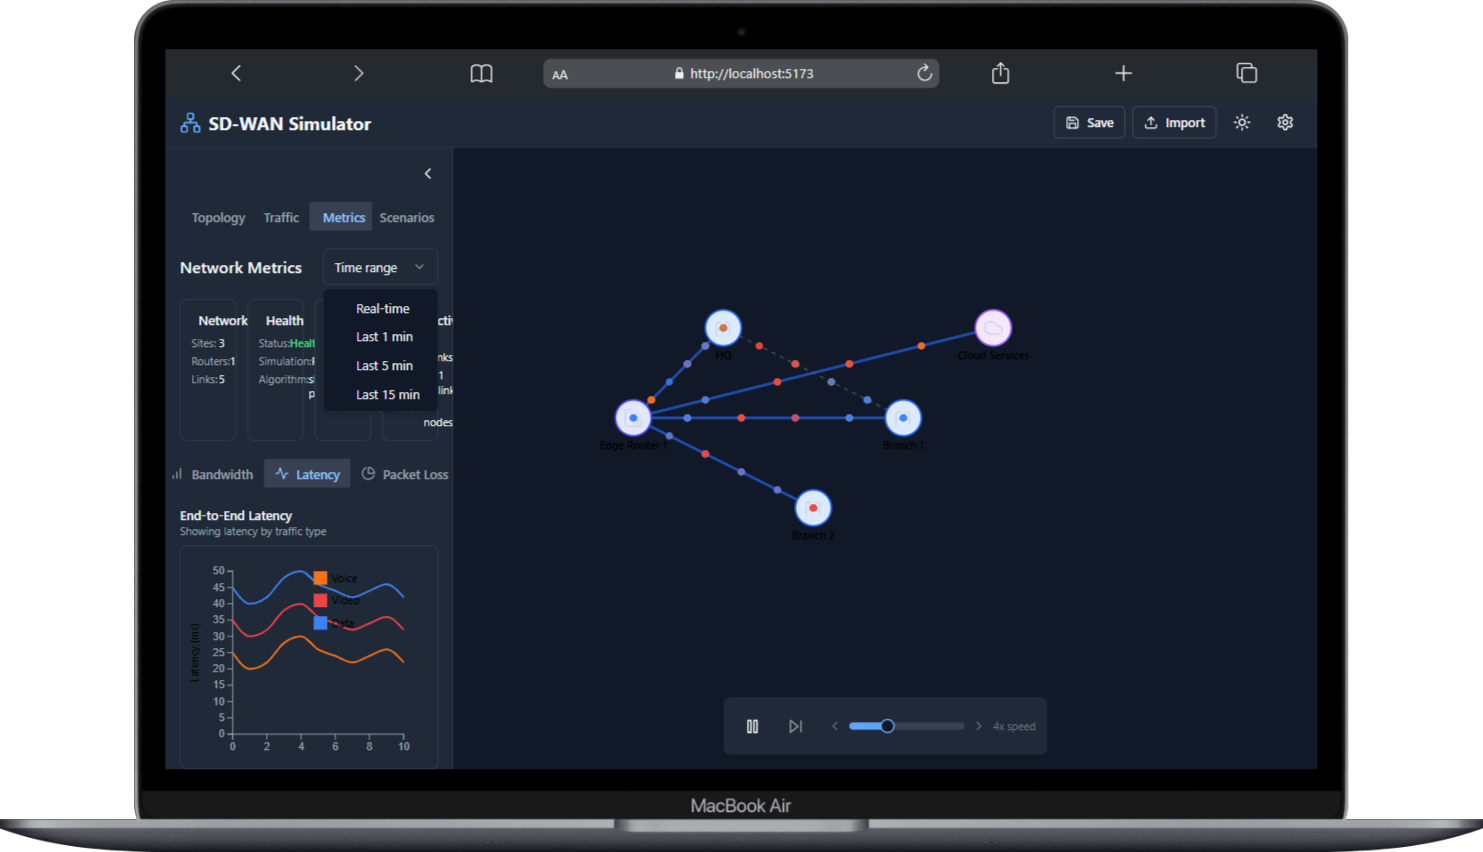 AA
http://localhost:5173
SD-WAN Simulator
Save
Import
Topology
Traffic
Metrics
Scenarios
Network Metrics
Time range
Real-time
Last 1 min
Last 5 min
Last 15 min
Network
Sites: 3
Routers:1
Links: 5
Health
Status:Healt
Simulation:
Algorithm:s
p
cti
nks
1
link
nodes
Bandwidth
Latency
Packet Loss
End-to-End Latency
Showing latency by traffic type
Latency (ms)
50
45
40
35
30
25
20
15
10
5
0
0 2 4 6 8 10
Voice
Video
Data
HQ
Cloud Services
Edge Router 1
Branch 1
Branch 2
4x speed
MacBook Air